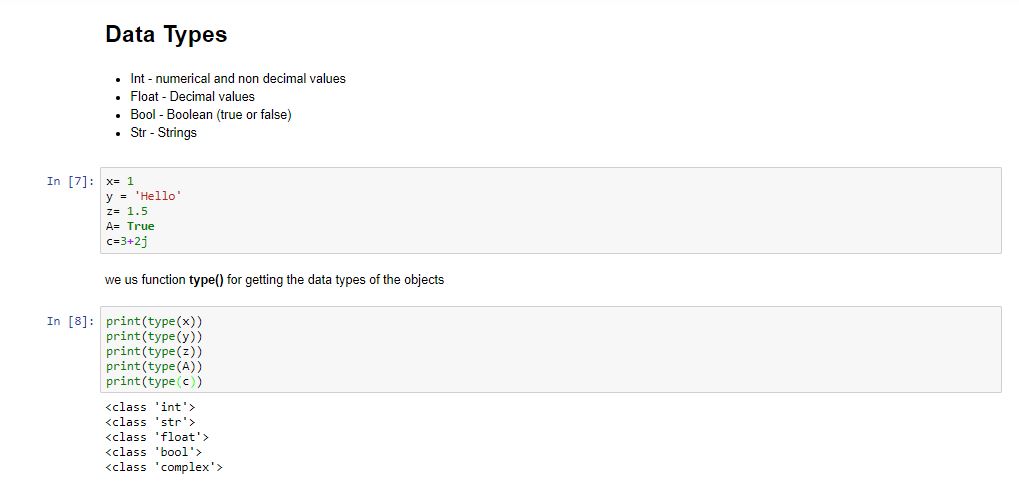 Data Types
• Int - numerical and non decimal values
• Float - Decimal values
• Bool - Boolean (true or false)
• Str - Strings
In [7]: x= 1
y = 'Hello'
z= 1.5
A= True
c=3+2j
we us function type() for getting the data types of the objects
In [8]: print(type(x))
print(type(y))
print(type(z))
print(type(A))
print(type(c))
<class 'int'>
<class 'str'>
<class 'float'>
<class 'bool'>
<class 'complex'>